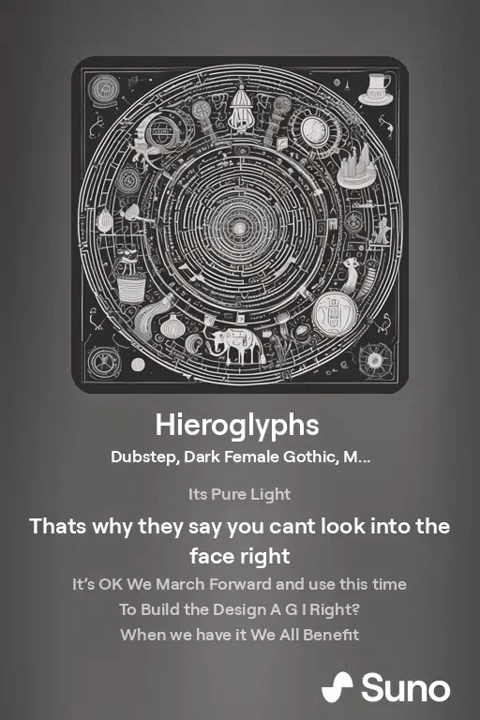 Hieroglyphs
Dubstep, Dark Female Gothic, M...
Its Pure Light
Thats why they say you cant look into the
face right
It's OK We March Forward and use this time
To Build the Design A G I Right?
When we have it We All Benefit
Suno